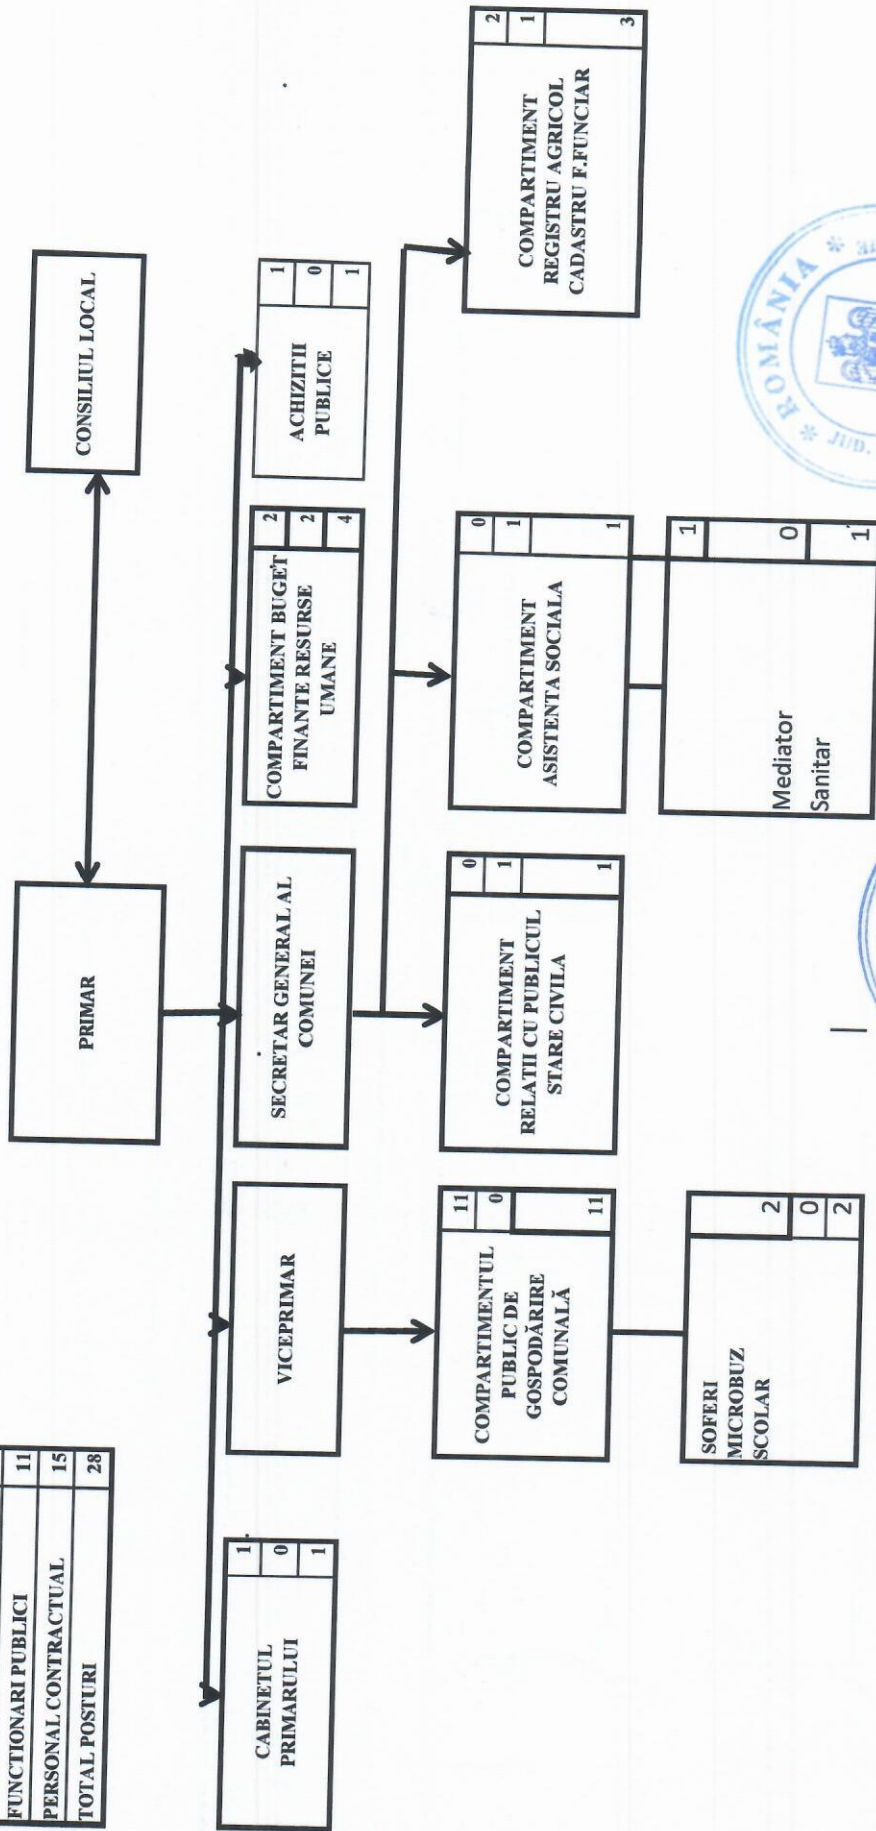 FUNCTIONARI PUBLICI 11
PERSONAL CONTRACTUAL 15
TOTAL POSTURI 28
PRIMAR
CONSILIUL LOCAL
CABINETUL
PRIMARULUI
1
0
1
VICEPRIMAR
SECRETAR GENERAL AL
COMUNEI
COMPARTIMENT BUGET
FINANTE RESURSE
UMANE
2
2
4
ACHIZITII
PUBLICE
1
0
1
COMPARTIMENTUL
PUBLIC DE
GOSPODĂRIRE
COMUNALĂ
11
0
11
COMPARTIMENT
RELATII CU PUBLICUL
STARE CIVILA
0
1
1
COMPARTIMENT
ASISTENTA SOCIALA
0
1
1
COMPARTIMENT
REGISTRU AGRICOL
CADASTRU F.FUNCIAR
2
1
3
SOFERI
MICROBUZ
SCOLAR
2
0
2
Mediator
Sanitar
1
0
1
* ROMÂNIA *
JUD.